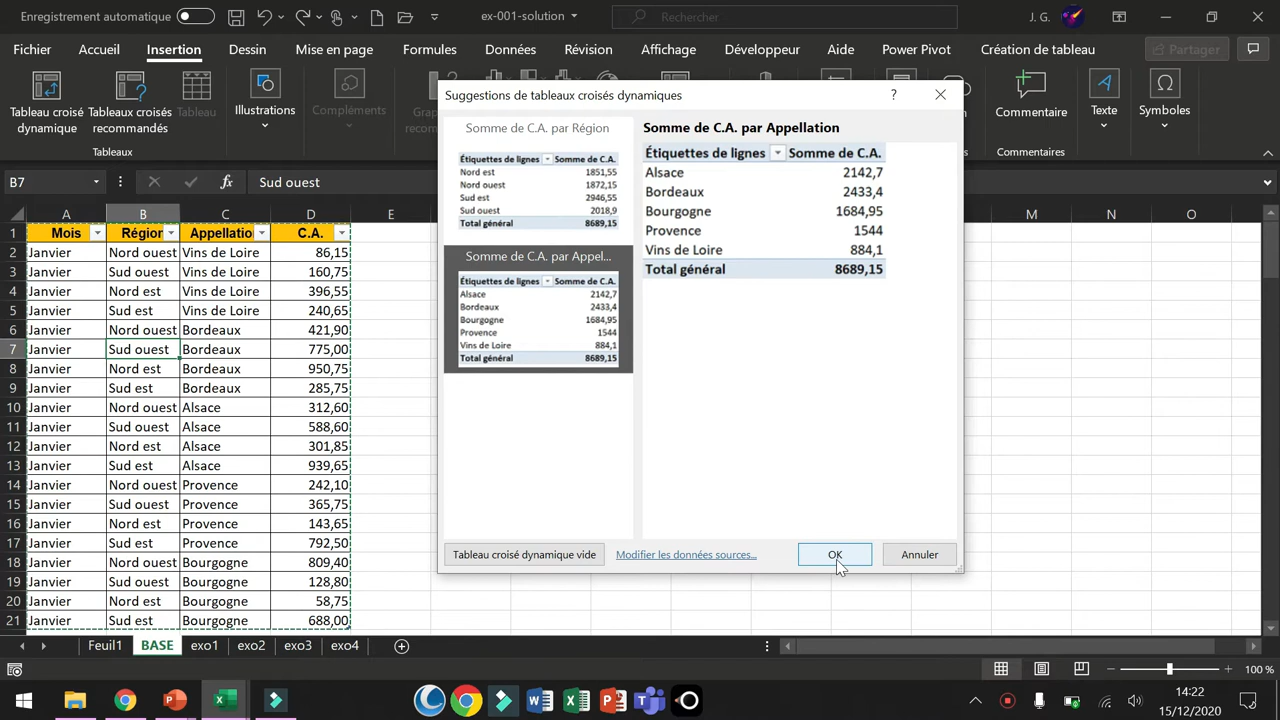 Enregistrement automatique
ex-001-solution
Rechercher
J. G.
Fichier Accueil Insertion Dessin Mise en page Formules Données Révision Affichage Développeur Aide Power Pivot Création de tableau Partager
Tableau croisé dynamique
Tableaux croisés recommandés
Tableau
Illustrations
Compléments
Commentaire
Texte
Symboles
Tableaux
Commentaires
B7
fx
Sud ouest
A B C D E M N O
1 Mois Région Appellation C.A.
2 Janvier Nord ouest Vins de Loire 86,15
3 Janvier Sud ouest Vins de Loire 160,75
4 Janvier Nord est Vins de Loire 396,55
5 Janvier Sud est Vins de Loire 240,65
6 Janvier Nord ouest Bordeaux 421,90
7 Janvier Sud ouest Bordeaux 775,00
8 Janvier Nord est Bordeaux 950,75
9 Janvier Sud est Bordeaux 285,75
10 Janvier Nord ouest Alsace 312,60
11 Janvier Sud ouest Alsace 588,60
12 Janvier Nord est Alsace 301,85
13 Janvier Sud est Alsace 939,65
14 Janvier Nord ouest Provence 242,10
15 Janvier Sud ouest Provence 365,75
16 Janvier Nord est Provence 143,65
17 Janvier Sud est Provence 792,50
18 Janvier Nord ouest Bourgogne 809,40
19 Janvier Sud ouest Bourgogne 128,80
20 Janvier Nord est Bourgogne 58,75
21 Janvier Sud est Bourgogne 688,00
Suggestions de tableaux croisés dynamiques
?
Somme de C.A. par Région
Étiquettes de lignes Somme de C.A.
Nord est 1851,55
Nord ouest 1872,15
Sud est 2946,55
Sud ouest 2018,9
Total général 8689,15
Somme de C.A. par Appel...
Étiquettes de lignes Somme de C.A.
Alsace 2142,7
Bordeaux 2433,4
Bourgogne 1684,95
Provence 1544
Vins de Loire 884,1
Total général 8689,15
Somme de C.A. par Appellation
Étiquettes de lignes Somme de C.A.
Alsace 2142,7
Bordeaux 2433,4
Bourgogne 1684,95
Provence 1544
Vins de Loire 884,1
Total général 8689,15
Tableau croisé dynamique vide
Modifier les données sources...
OK
Annuler
Feuil1 BASE exo1 exo2 exo3 exo4
100 %
14:22
15/12/2020